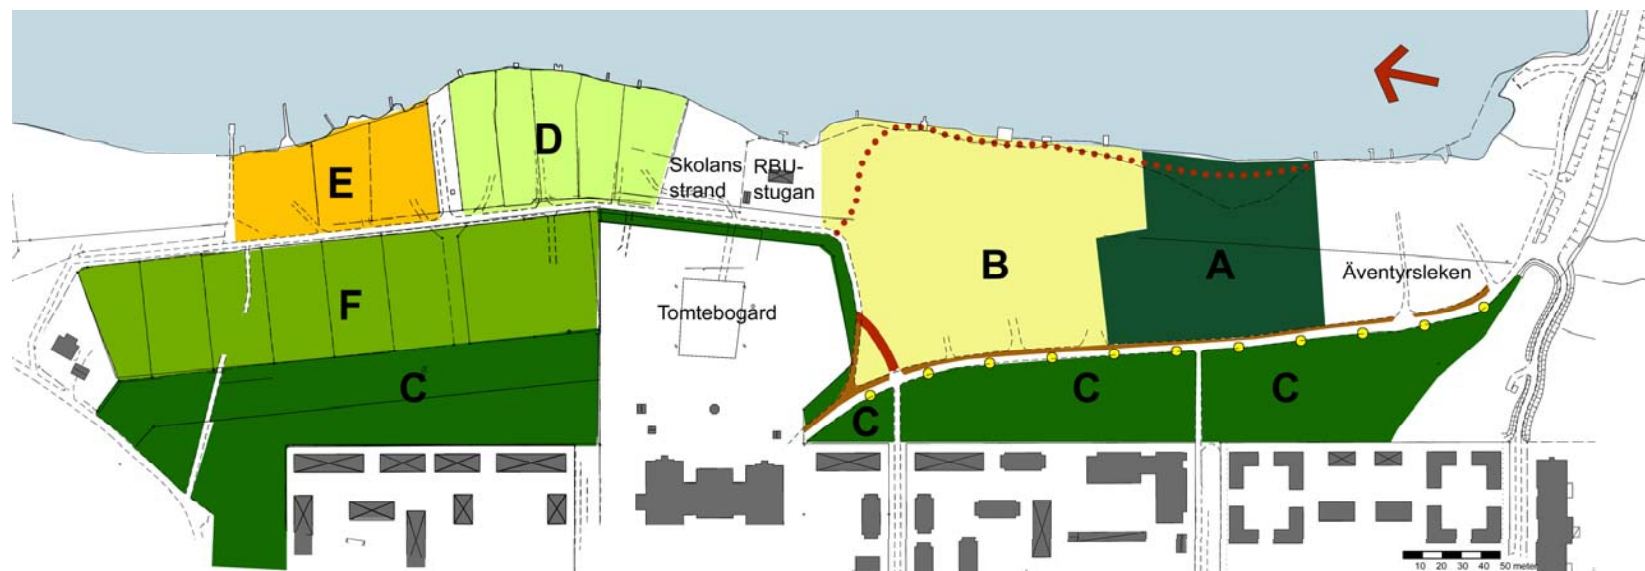 D
E
Skolans
strand
RBU-
stugan
B
A
Äventyrsleken
F
Tomtebogård
C
C
C
C
10 20 30 40 50 meter